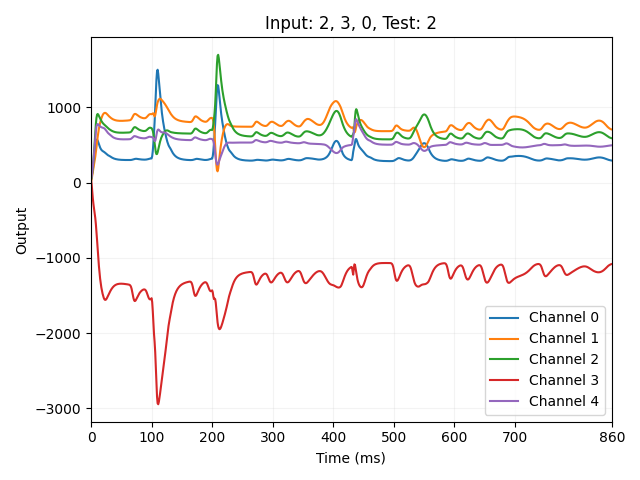 Input: 2, 3, 0, Test: 2
Output
1000
0
−1000
−2000
−3000
0
100
200
300
400
500
600
700
860
Time (ms)
Channel 0
Channel 1
Channel 2
Channel 3
Channel 4